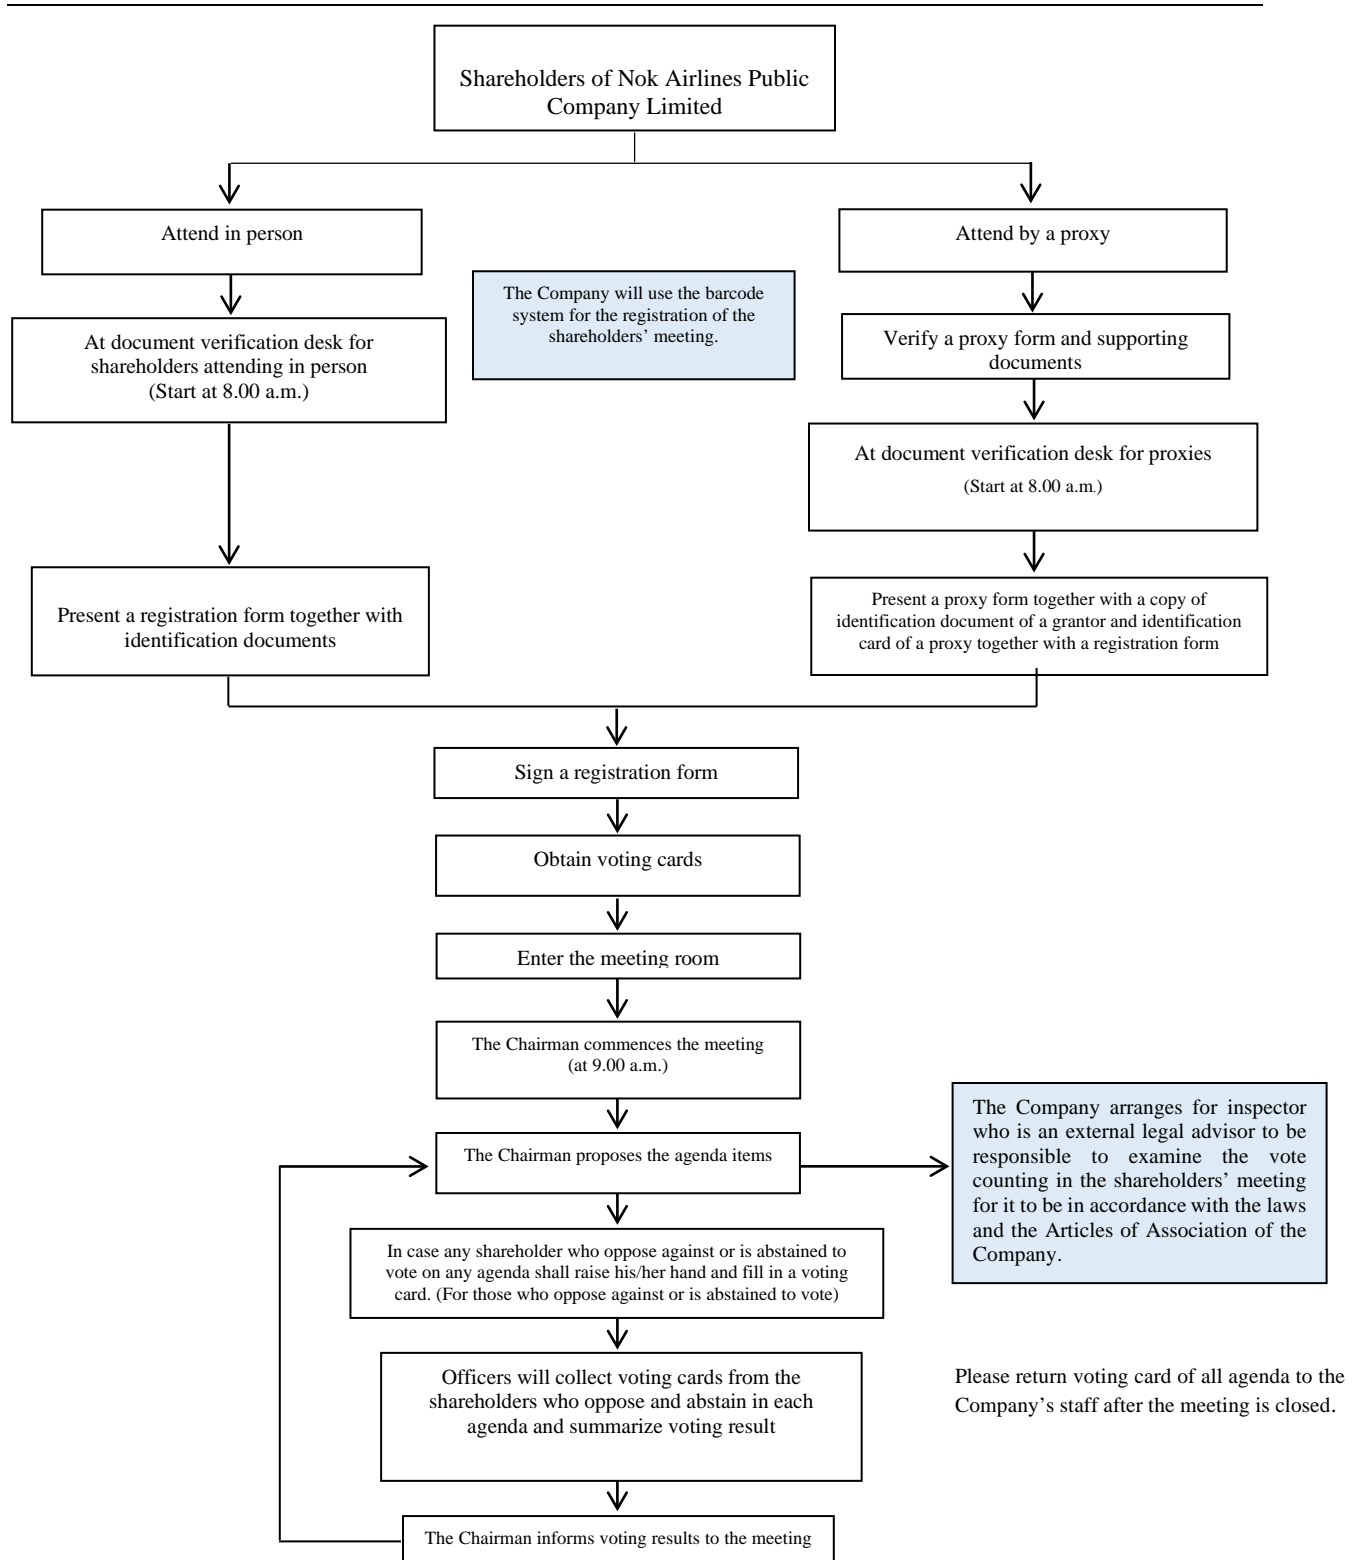 Shareholders of Nok Airlines Public
Company Limited
Attend in person
Attend by a proxy
The Company will use the barcode
system for the registration of the
shareholders’ meeting.
At document verification desk for
shareholders attending in person
(Start at 8.00 a.m.)
Verify a proxy form and supporting
documents
At document verification desk for proxies
(Start at 8.00 a.m.)
Present a registration form together with
identification documents
Present a proxy form together with a copy of
identification document of a grantor and identification
card of a proxy together with a registration form
Sign a registration form
Obtain voting cards
Enter the meeting room
The Chairman commences the meeting
(at 9.00 a.m.)
The Chairman proposes the agenda items
The Company arranges for inspector
who is an external legal advisor to be
responsible to examine the vote
counting in the shareholders’ meeting
for it to be in accordance with the laws
and the Articles of Association of the
Company.
In case any shareholder who oppose against or is abstained to
vote on any agenda shall raise his/her hand and fill in a voting
card. (For those who oppose against or is abstained to vote)
Officers will collect voting cards from the
shareholders who oppose and abstain in each
agenda and summarize voting result
Please return voting card of all agenda to the
Company’s staff after the meeting is closed.
The Chairman informs voting results to the meeting